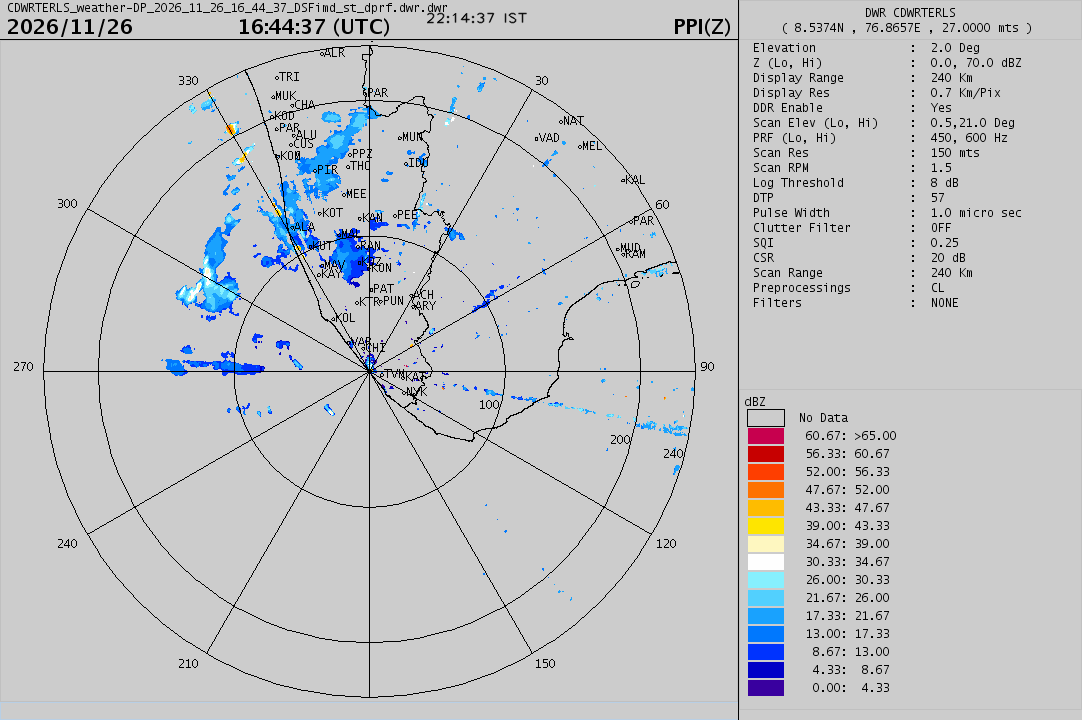 CDWRTERLS_weather-DP_2026_11_26_16_44_37_DSFimd_st_dprf.dwr.dwr
2026/11/26 16:44:37 (UTC) 22:14:37 IST PPI(Z)
DWR CDWRTERLS
( 8.5374N , 76.8657E , 27.0000 mts )
Elevation : 2.0 Deg
Z (Lo, Hi) : 0.0, 70.0 dBZ
Display Range : 240 Km
Display Res : 0.7 Km/Pix
DDR Enable : Yes
Scan Elev (Lo, Hi) : 0.5,21.0 Deg
PRF (Lo, Hi) : 450, 600 Hz
Scan Res : 150 mts
Scan RPM : 1.5
Log Threshold : 8 dB
DTP : 57
Pulse Width : 1.0 micro sec
Clutter Filter : OFF
SQI : 0.25
CSR : 20 dB
Scan Range : 240 Km
Preprocessings : CL
Filters : NONE
dBZ
No Data
60.67: >65.00
56.33: 60.67
52.00: 56.33
47.67: 52.00
43.33: 47.67
39.00: 43.33
34.67: 39.00
30.33: 34.67
26.00: 30.33
21.67: 26.00
17.33: 21.67
13.00: 17.33
8.67: 13.00
4.33: 8.67
0.00: 4.33
ALR
TRI
330
30
PAR
MUK
CHA
KOD
NAT
PAR
ALU
MUN
VAD
CUS
MEL
KON
PPZ
THO
IDU
PIR
KAL
MEE
300
60
KOT
KAN
PEE
PAR
ALA
KUT
RAN
MUD
KAM
MAV
KON
KAY
PAT
ACH
KTR
PUN
ARY
KOL
VAR
CHI
270
90
TVM
KAT
NYK
100
200
240
240
120
210
150